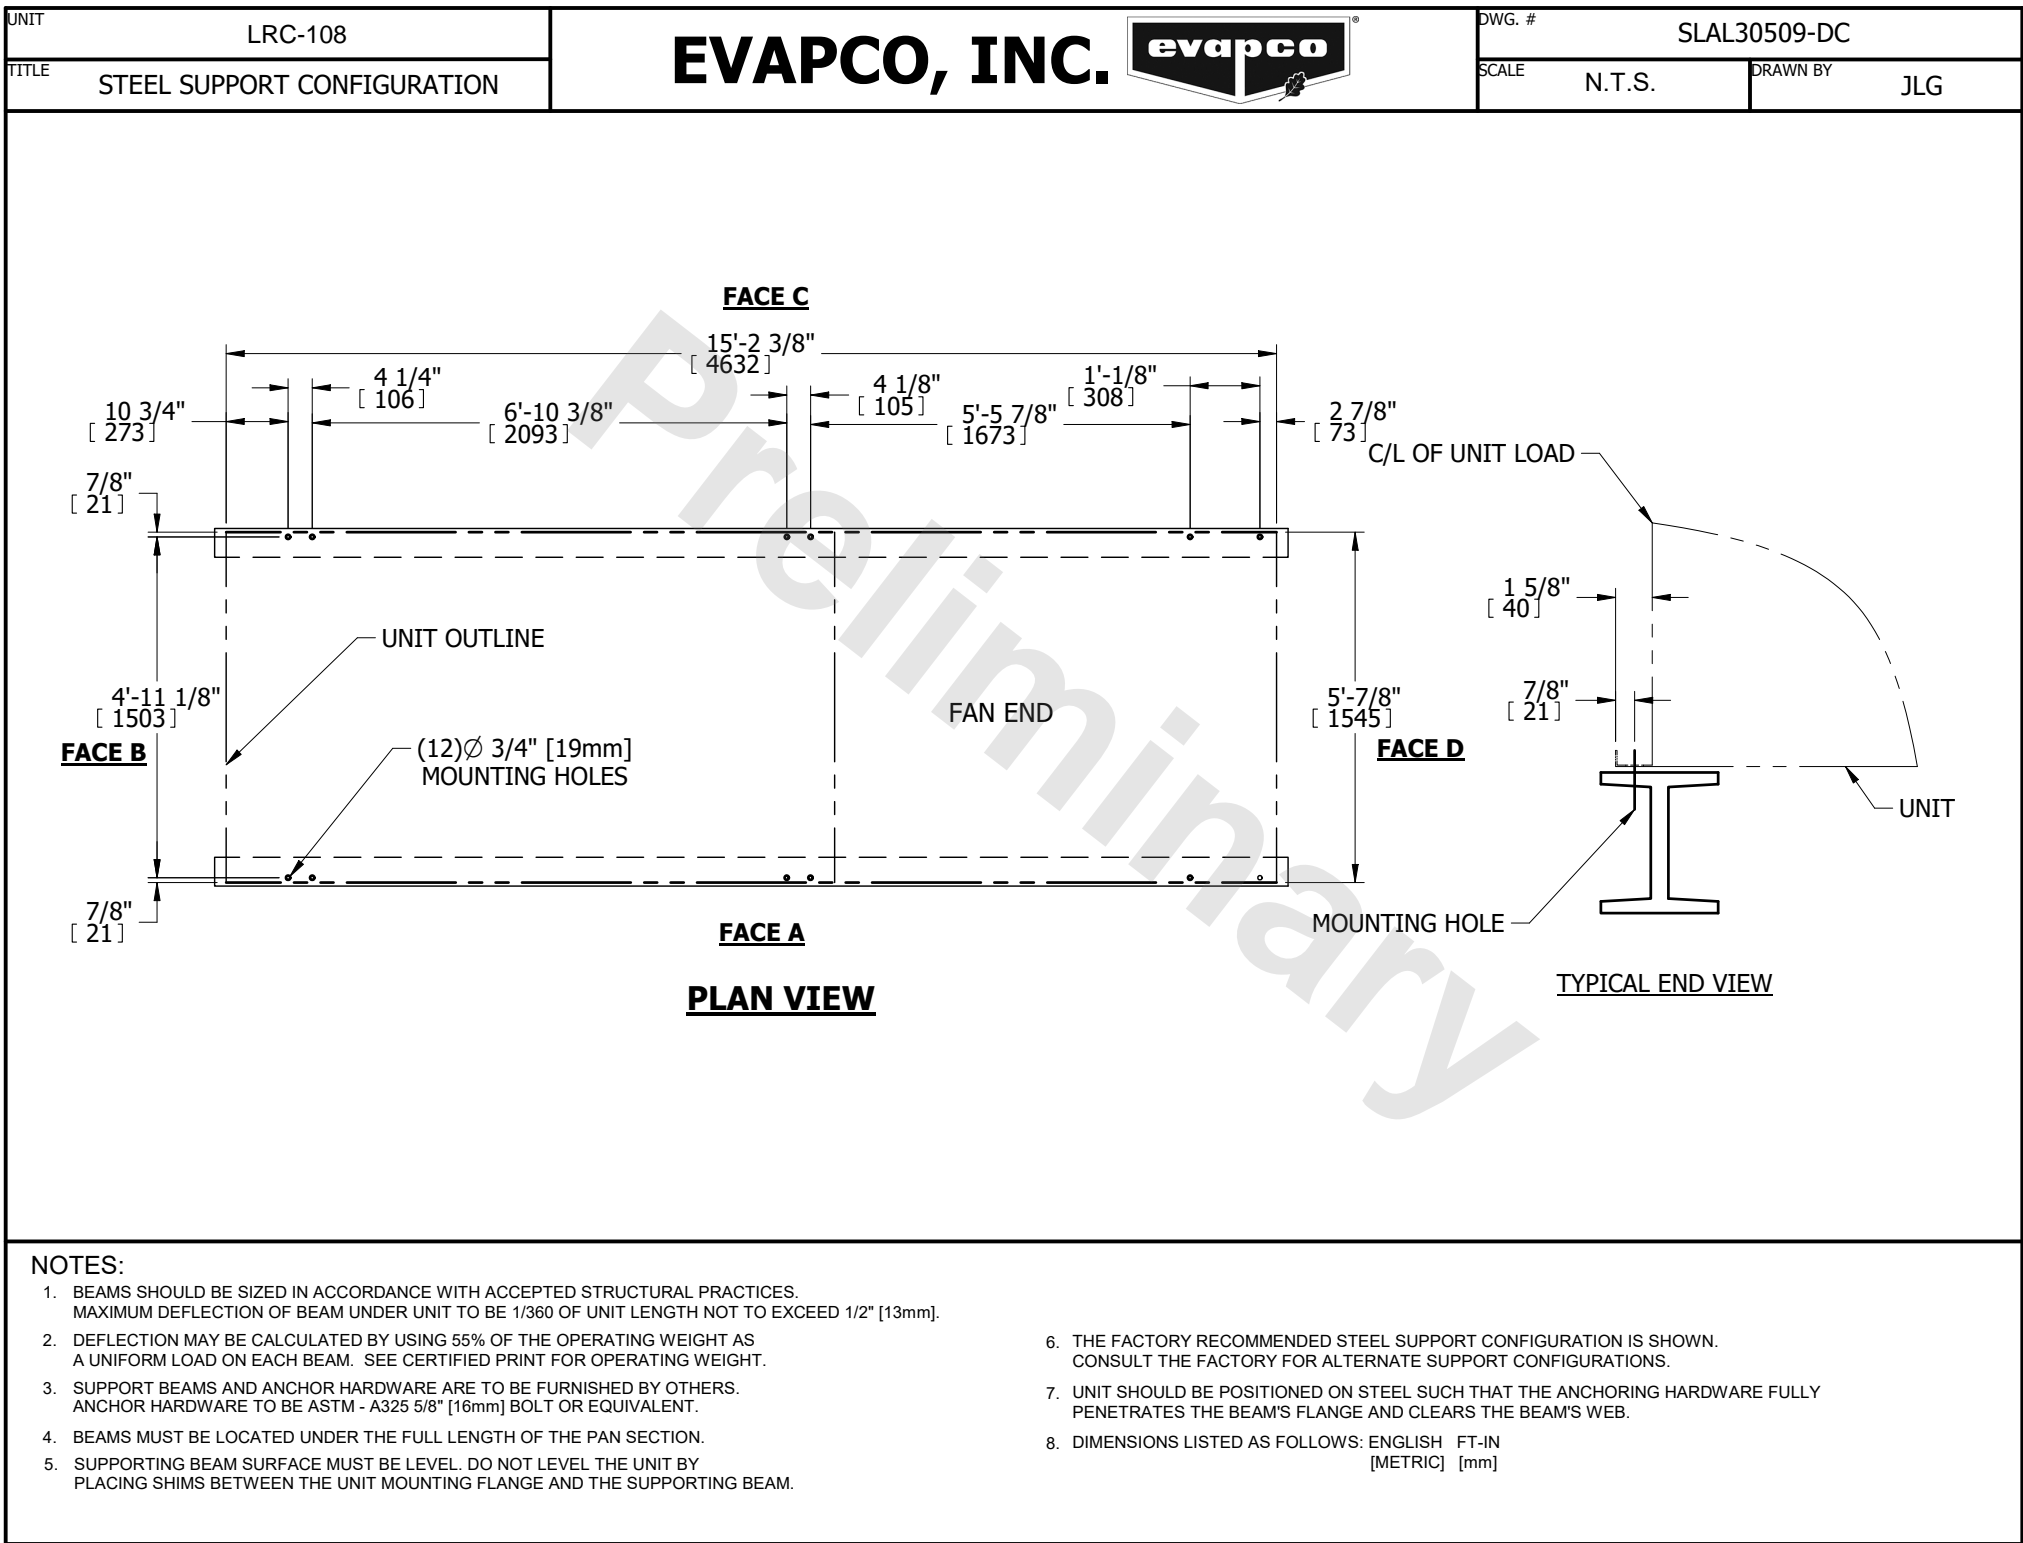 UNIT
LRC-108
TITLE
STEEL SUPPORT CONFIGURATION
EVAPCO, INC.
evapco
®
DWG. #
SLAL30509-DC
SCALE
N.T.S.
DRAWN BY
JLG
FACE C
15'-2 3/8"
[ 4632 ]
4 1/4"
[ 106 ]
4 1/8"
[ 105 ]
1'-1/8"
[ 308 ]
10 3/4"
[ 273 ]
6'-10 3/8"
[ 2093 ]
5'-5 7/8"
[ 1673 ]
2 7/8"
[ 73 ]
C/L OF UNIT LOAD
7/8"
[ 21 ]
1 5/8"
[ 40 ]
UNIT OUTLINE
4'-11 1/8"
[ 1503 ]
FAN END
5'-7/8"
[ 1545 ]
7/8"
[ 21 ]
FACE B
(12)Ø 3/4" [19mm]
MOUNTING HOLES
FACE D
UNIT
7/8"
[ 21 ]
FACE A
MOUNTING HOLE
PLAN VIEW
TYPICAL END VIEW
Preliminary
NOTES:
1. BEAMS SHOULD BE SIZED IN ACCORDANCE WITH ACCEPTED STRUCTURAL PRACTICES.
MAXIMUM DEFLECTION OF BEAM UNDER UNIT TO BE 1/360 OF UNIT LENGTH NOT TO EXCEED 1/2" [13mm].
2. DEFLECTION MAY BE CALCULATED BY USING 55% OF THE OPERATING WEIGHT AS
A UNIFORM LOAD ON EACH BEAM. SEE CERTIFIED PRINT FOR OPERATING WEIGHT.
3. SUPPORT BEAMS AND ANCHOR HARDWARE ARE TO BE FURNISHED BY OTHERS.
ANCHOR HARDWARE TO BE ASTM - A325 5/8" [16mm] BOLT OR EQUIVALENT.
4. BEAMS MUST BE LOCATED UNDER THE FULL LENGTH OF THE PAN SECTION.
5. SUPPORTING BEAM SURFACE MUST BE LEVEL. DO NOT LEVEL THE UNIT BY
PLACING SHIMS BETWEEN THE UNIT MOUNTING FLANGE AND THE SUPPORTING BEAM.
6. THE FACTORY RECOMMENDED STEEL SUPPORT CONFIGURATION IS SHOWN.
CONSULT THE FACTORY FOR ALTERNATE SUPPORT CONFIGURATIONS.
7. UNIT SHOULD BE POSITIONED ON STEEL SUCH THAT THE ANCHORING HARDWARE FULLY
PENETRATES THE BEAM'S FLANGE AND CLEARS THE BEAM'S WEB.
8. DIMENSIONS LISTED AS FOLLOWS: ENGLISH FT-IN
[METRIC] [mm]